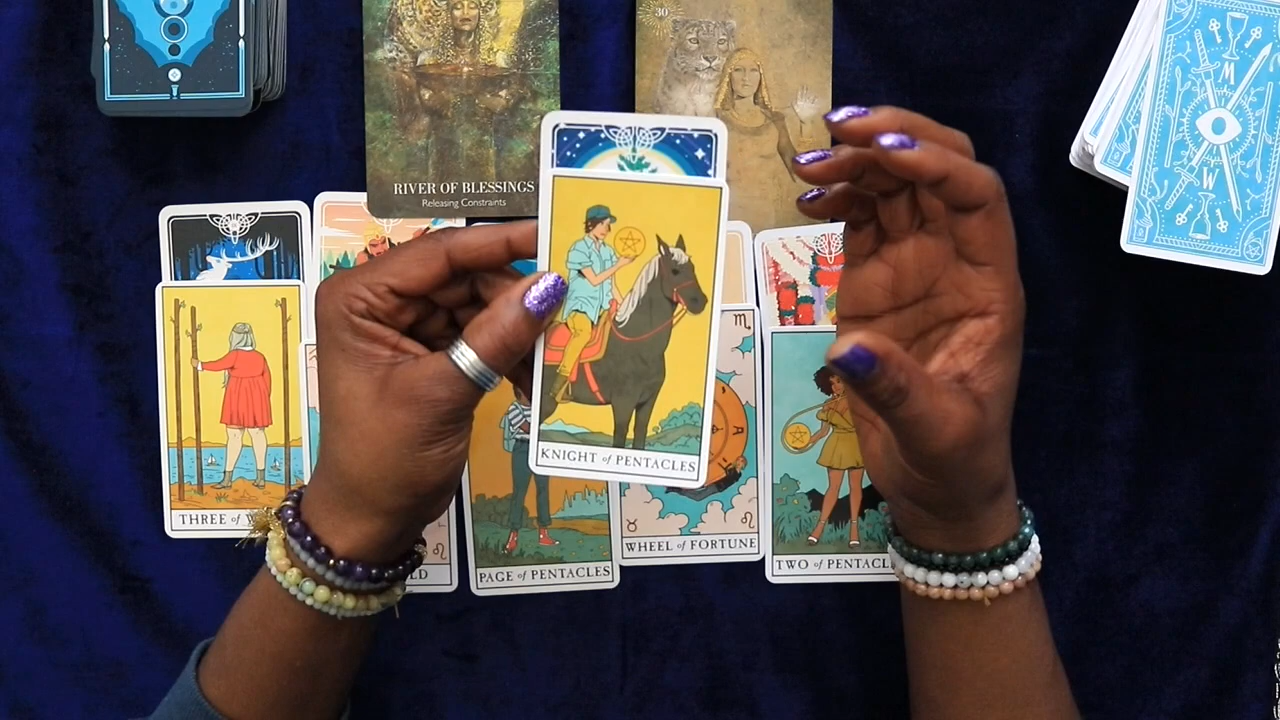 30
RIVER OF BLESSINGS
Releasing Constraints
M
W
KNIGHT of PENTACLES
THREE of
PAGE of PENTACLES
WHEEL of FORTUNE
TWO of